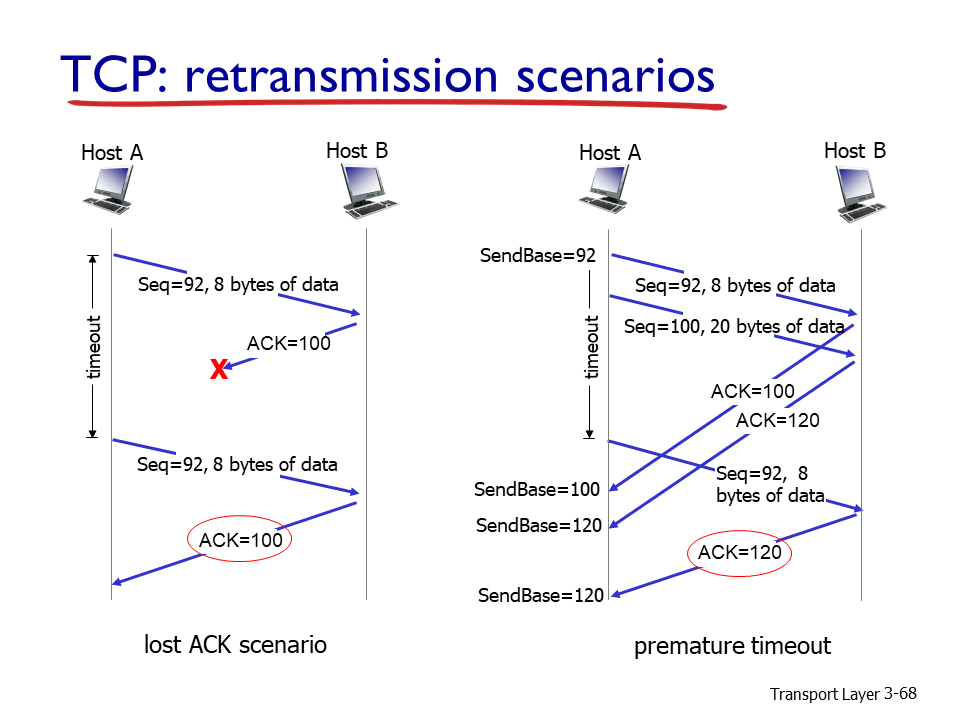 TCP: retransmission scenarios
Host A
Host B
timeout
Seq=92, 8 bytes of data
ACK=100
X
Seq=92, 8 bytes of data
ACK=100
lost ACK scenario
Host A
Host B
SendBase=92
timeout
Seq=92, 8 bytes of data
Seq=100, 20 bytes of data
ACK=100
ACK=120
Seq=92, 8
bytes of data
SendBase=100
SendBase=120
ACK=120
SendBase=120
premature timeout
Transport Layer 3-68